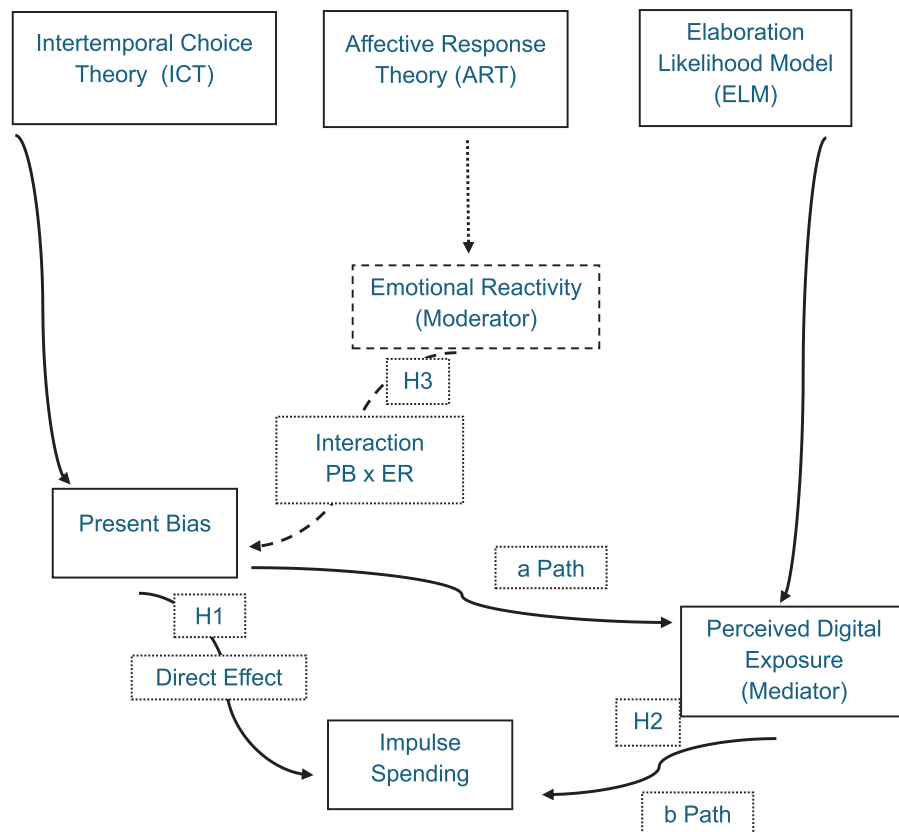 Intertemporal Choice
Theory  (ICT)
Affective Response
Theory (ART)
Elaboration
Likelihood Model
(ELM)
Emotional Reactivity
(Moderator)
H3
Interaction
PB x ER
Present Bias
a Path
H1
Perceived Digital
Exposure
(Mediator)
Direct Effect
H2
Impulse
Spending
b Path